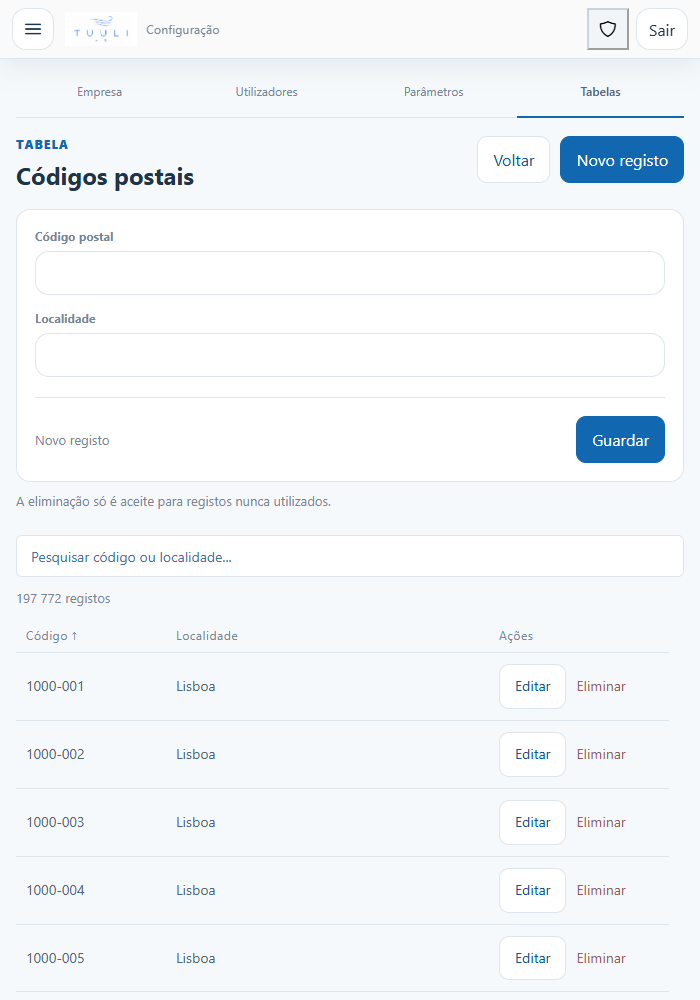 TUULI
Configuração
Sair
Empresa Utilizadores Parâmetros Tabelas
TABELA
Códigos postais
Voltar
Novo registo
Código postal
Localidade
Novo registo
Guardar
A eliminação só é aceite para registos nunca utilizados.
Pesquisar código ou localidade...
197 772 registos
Código ↑ Localidade Ações
1000-001 Lisboa Editar Eliminar
1000-002 Lisboa Editar Eliminar
1000-003 Lisboa Editar Eliminar
1000-004 Lisboa Editar Eliminar
1000-005 Lisboa Editar Eliminar